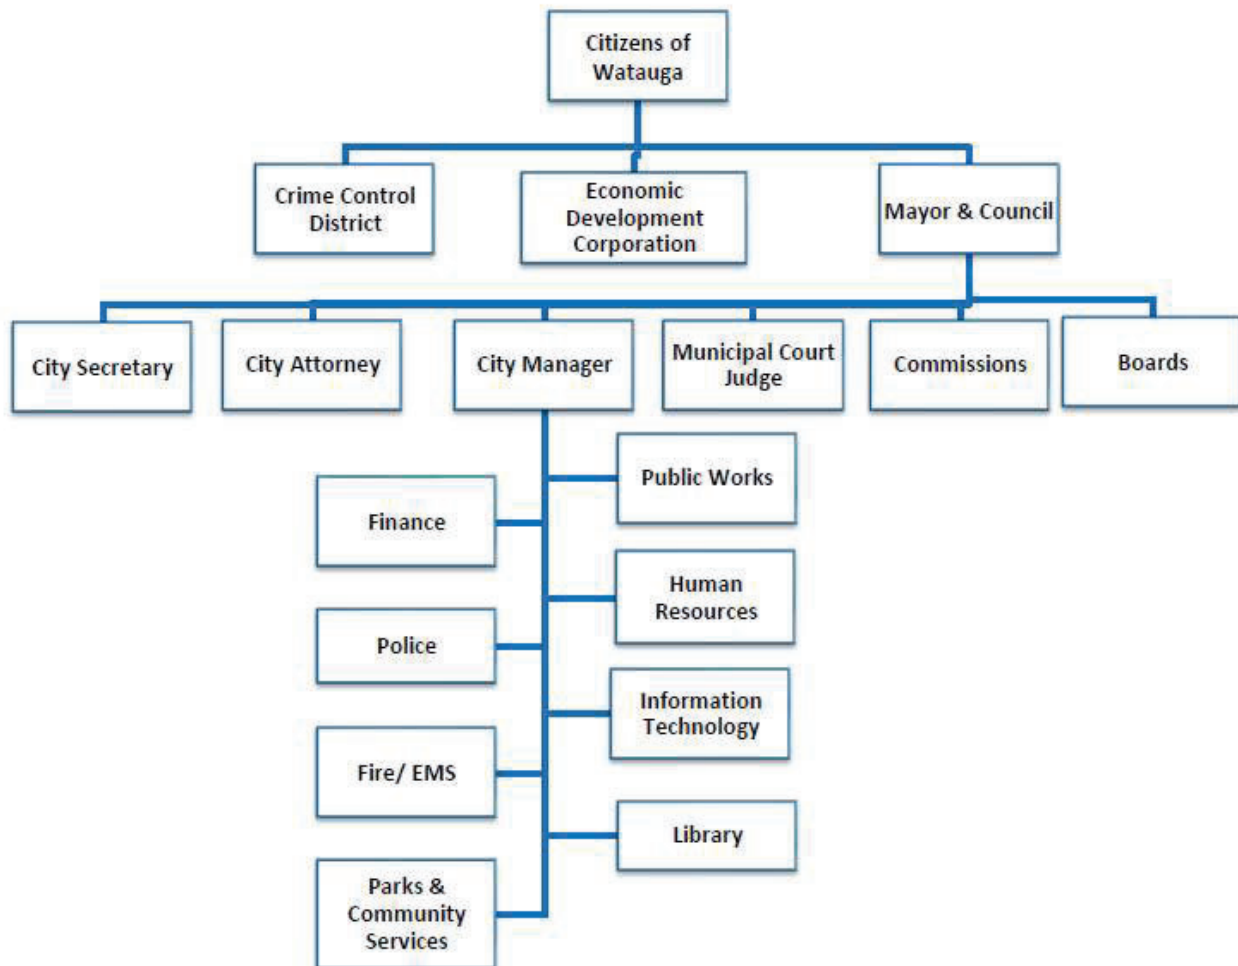 Citizens of
Watauga
Crime Control
District
Economic
Development
Corporation
Mayor & Council
City Secretary
City Attorney
City Manager
Municipal Court
Judge
Commissions
Boards
Public Works
Finance
Human
Resources
Police
Information
Technology
Fire/ EMS
Library
Parks &
Community
Services